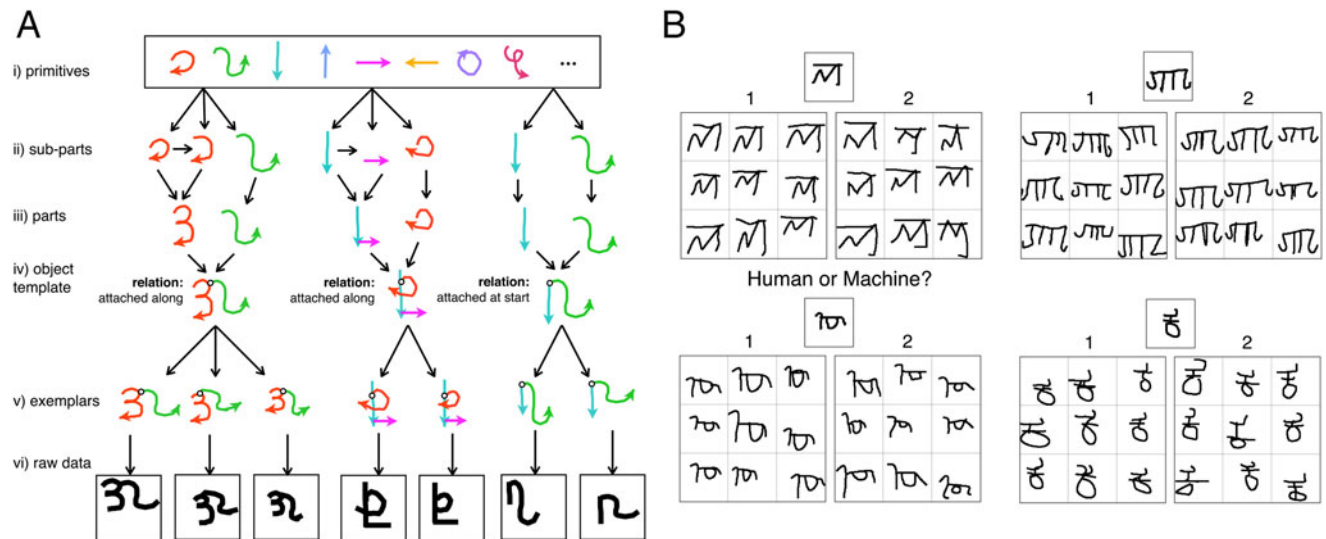 A
i) primitives
...
ii) sub-parts
iii) parts
iv) object
template
relation:
attached along
relation:
attached along
relation:
attached at start
v) exemplars
vi) raw data
B
1 2
1 2
Human or Machine?
1 2
1 2